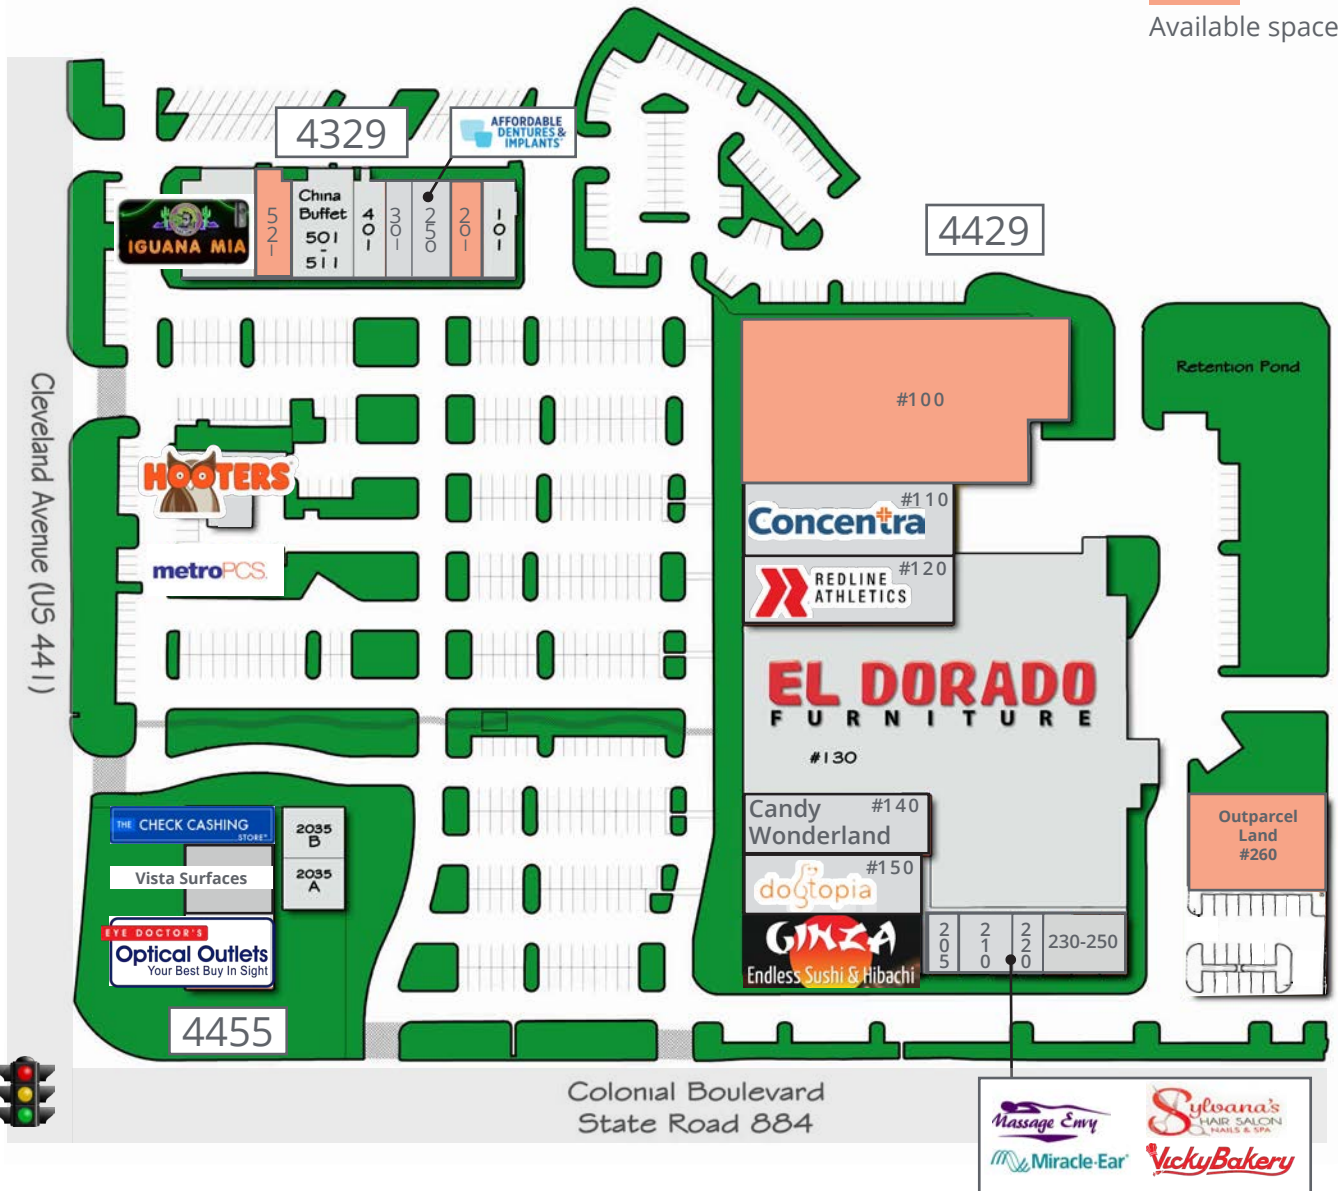 Available space
4329
AFFORDABLE
DENTURES &
IMPLANTS
IGUANA MIA
521
China
Buffet
501
-
511
401
301
250
201
101
4429
Retention Pond
#100
Cleveland Avenue (US 441)
HOOTERS
metroPCS.
#110
Concentra
#120
REDLINE
ATHLETICS
EL DORADO
FURNITURE
#130
Candy
Wonderland
#140
#150
dogtopia
GINZA
Endless Sushi & Hibachi
205
210
220
230-250
Outparcel
Land
#260
THE CHECK CASHING
STORE
2035
B
Vista Surfaces
2035
A
EYE DOCTOR'S
Optical Outlets
Your Best Buy In Sight
4455
Colonial Boulevard
State Road 884
Massage Envy
Sylvana's
HAIR SALON
NAILS & SPA
Miracle-Ear
VickyBakery